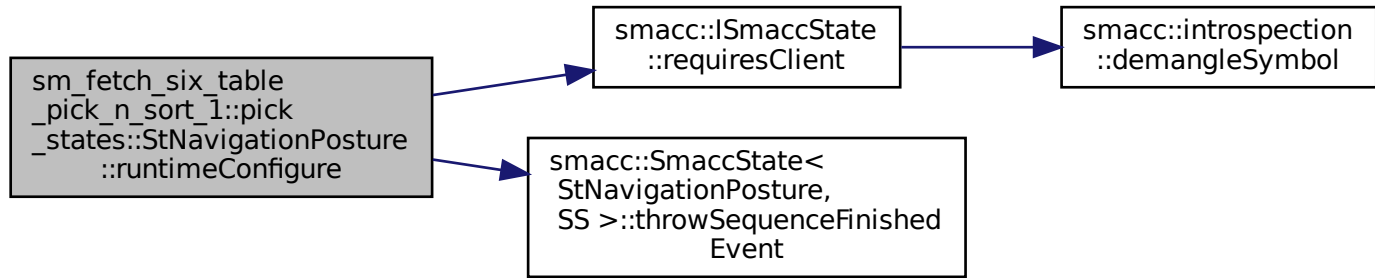 sm_fetch_six_table
_pick_n_sort_1::pick
_states::StNavigationPosture
::runtimeConfigure
smacc::ISmaccState
::requiresClient
smacc::introspection
::demangleSymbol
smacc::SmaccState<
StNavigationPosture,
SS >::throwSequenceFinished
Event